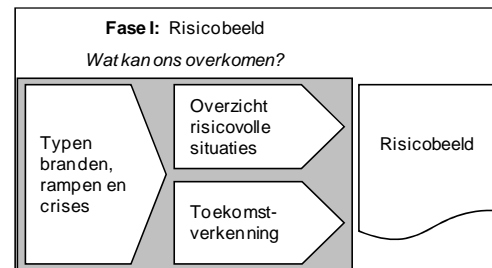 Fase I: Risicobeeld
Wat kan ons overkomen?
Typen
branden,
rampen en
crises
Overzicht
risicovolle
situaties
Toekomst-
verkenning
Risicobeeld